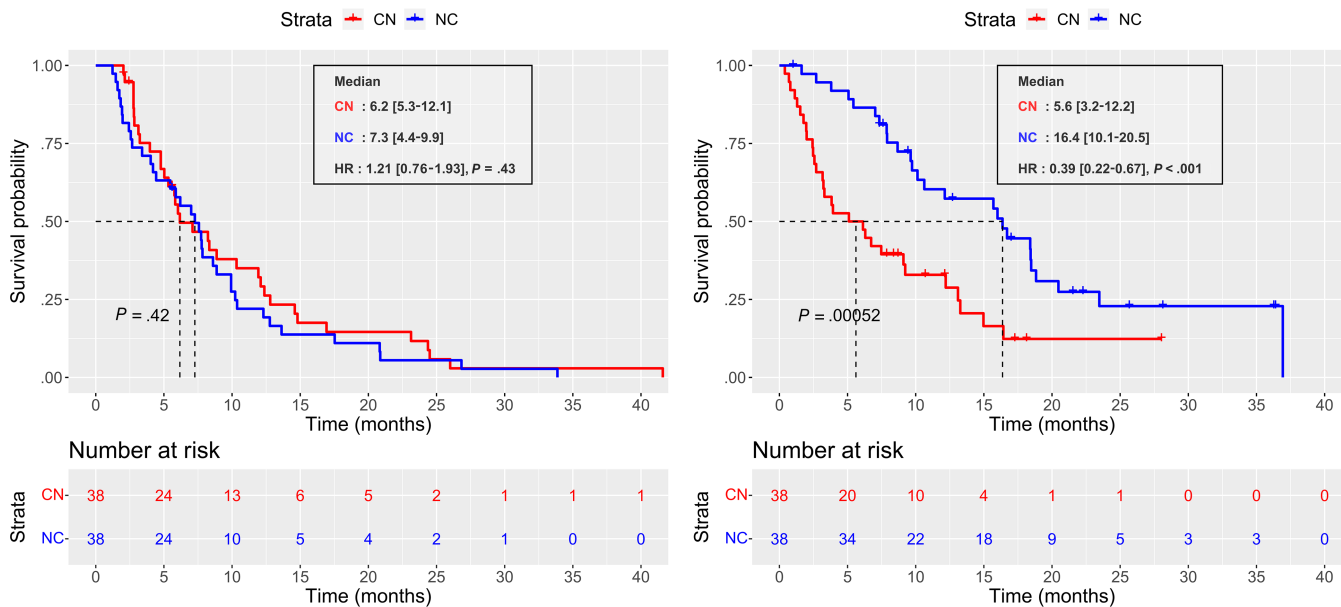 Strata CN NC
Survival probability
1.00
.75
.50
.25
.00
Median
CN : 6.2 [5.3-12.1]
NC : 7.3 [4.4-9.9]
HR : 1.21 [0.76-1.93], P = .43
P = .42
0 5 10 15 20 25 30 35 40
Time (months)
Number at risk
Strata
CN 38 24 13 6 5 2 1 1 1
NC 38 24 10 5 4 2 1 0 0
0 5 10 15 20 25 30 35 40
Time (months)
Strata CN NC
Survival probability
1.00
.75
.50
.25
.00
Median
CN : 5.6 [3.2-12.2]
NC : 16.4 [10.1-20.5]
HR : 0.39 [0.22-0.67], P < .001
P = .00052
0 5 10 15 20 25 30 35 40
Time (months)
Number at risk
Strata
CN 38 20 10 4 1 1 0 0 0
NC 38 34 22 18 9 5 3 3 0
0 5 10 15 20 25 30 35 40
Time (months)